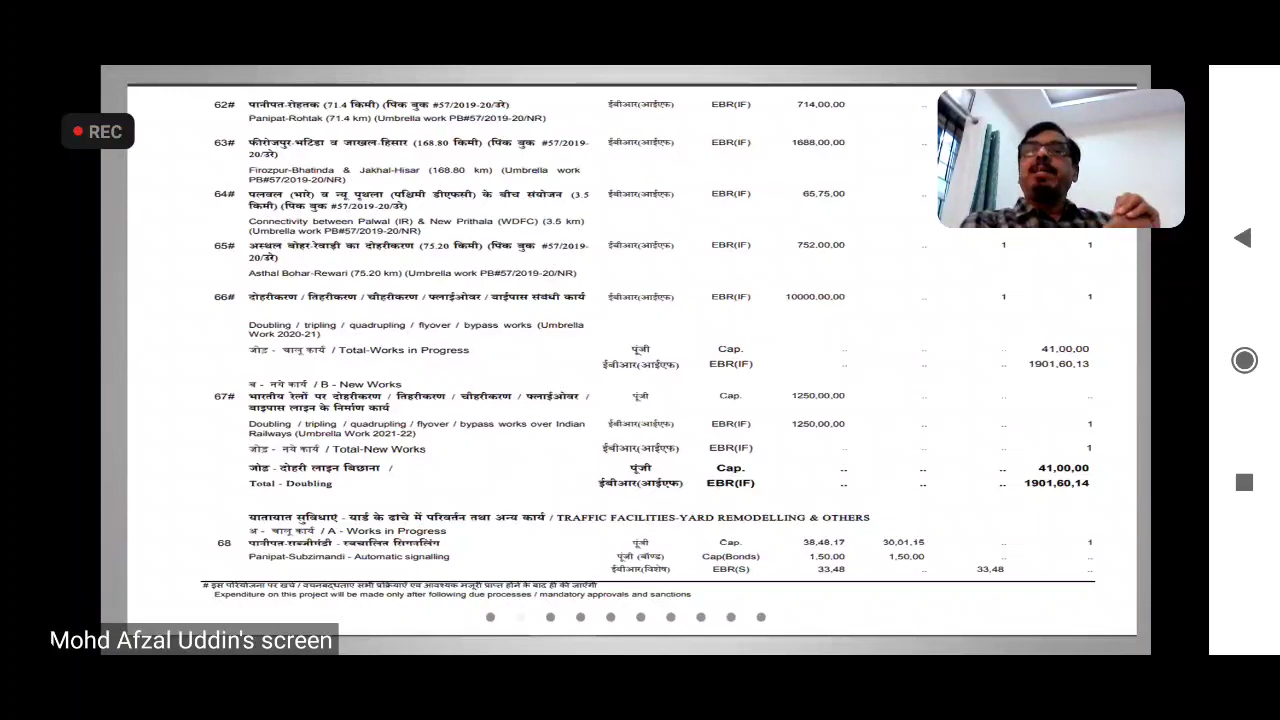 62# पानीपत-रोहतक (71.4 किमी) (पिंक बुक #57/2019-20/उरे) ईबीआर(आईएफ) EBR(IF) 714,00,00 ..
Panipat-Rohtak (71.4 km) (Umbrella work PB#57/2019-20/NR)
REC
63# फीरोजपुर-भटिंडा व जाखल-हिसार (168.80 किमी) (पिंक बुक #57/2019-20/उरे) ईबीआर(आईएफ) EBR(IF) 1688,00,00 ..
Firozpur-Bhatinda & Jakhal-Hisar (168.80 km) (Umbrella work
PB#57/2019-20/NR)
64# पलवल (भारे) व न्यू पृथला (पश्चिमी डीएफसी) के बीच संयोजन (3.5 ईबीआर(आईएफ) EBR(IF) 65,75,00 ..
किमी) (पिंक बुक #57/2019-20/उरे)
Connectivity between Palwal (IR) & New Prithala (WDFC) (3.5 km)
(Umbrella work PB#57/2019-20/NR)
65# अस्थल बोहर-रेवाड़ी का दोहरीकरण (75.20 किमी) (पिंक बुक #57/2019- ईबीआर(आईएफ) EBR(IF) 752,00,00 .. 1 1
20/उरे)
Asthal Bohar-Rewari (75.20 km) (Umbrella work PB#57/2019-20/NR)
66# दोहरीकरण / तिहरीकरण / चौहरीकरण / फ्लाईओवर / बाईपास संबंधी कार्य ईबीआर(आईएफ) EBR(IF) 10000,00,00 .. 1 1
Doubling / tripling / quadrupling / flyover / bypass works (Umbrella
Work 2020-21)
जोड़ - चालू कार्य / Total-Works in Progress पूंजी Cap. .. .. .. 41,00,00
ईबीआर(आईएफ) EBR(IF) .. .. .. 1901,60,13
ब - नये कार्य / B - New Works
67# भारतीय रेलों पर दोहरीकरण / तिहरीकरण / चौहरीकरण / फ्लाईओवर / पूंजी Cap. 1250,00,00 .. .. ..
बाइपास लाइन के निर्माण कार्य
Doubling / tripling / quadrupling / flyover / bypass works over Indian ईबीआर(आईएफ) EBR(IF) 1250,00,00 .. .. 1
Railways (Umbrella Work 2021-22)
जोड़ - नये कार्य / Total-New Works ईबीआर(आईएफ) EBR(IF) .. .. .. 1
जोड़ - दोहरी लाइन बिछाना / पूंजी Cap. .. .. .. 41,00,00
Total - Doubling ईबीआर(आईएफ) EBR(IF) .. .. .. 1901,60,14
यातायात सुविधाएं - यार्ड के ढांचे में परिवर्तन तथा अन्य कार्य / TRAFFIC FACILITIES-YARD REMODELLING & OTHERS
अ - चालू कार्य / A - Works in Progress
68 पानीपत-सब्जीमंडी - स्वचालित सिगनलिंग पूंजी Cap. 38,48,17 30,01,15 .. 1
Panipat-Subzimandi - Automatic signalling पूंजी (बॉण्ड) Cap(Bonds) 1,50,00 1,50,00 .. ..
ईबीआर(विशेष) EBR(S) 33,48 .. 33,48 ..
# इस परियोजना पर खर्च / वचनबद्धताएं सभी प्रक्रियाएं एवं आवश्यक मंजूरी प्राप्त होने के बाद ही की जाएंगी
Expenditure on this project will be made only after following due processes / mandatory approvals and sanctions
Mohd Afzal Uddin's screen